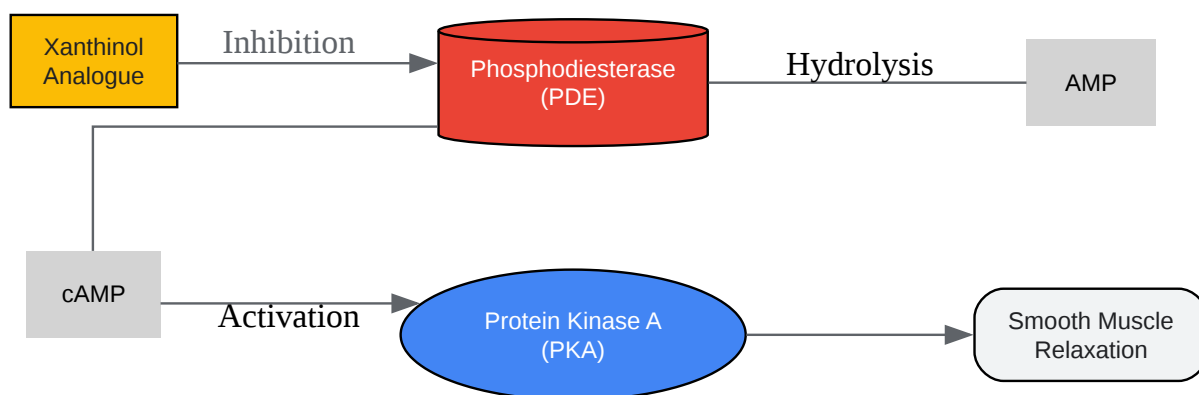 Xanthinol
Analogue
Inhibition
Phosphodiesterase
(PDE)
Hydrolysis
AMP
cAMP
Activation
Protein Kinase A
(PKA)
Smooth Muscle
Relaxation